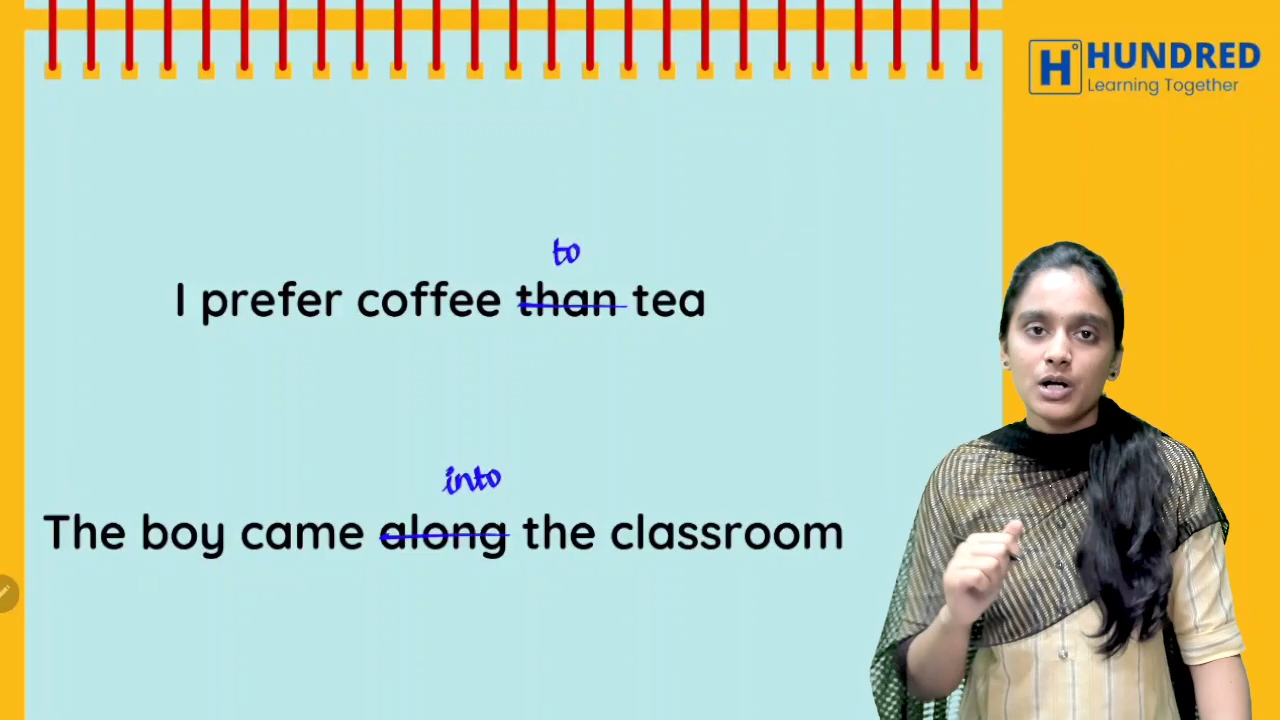 H° HUNDRED
Learning Together
to
I prefer coffee than tea
into
The boy came along the classroom